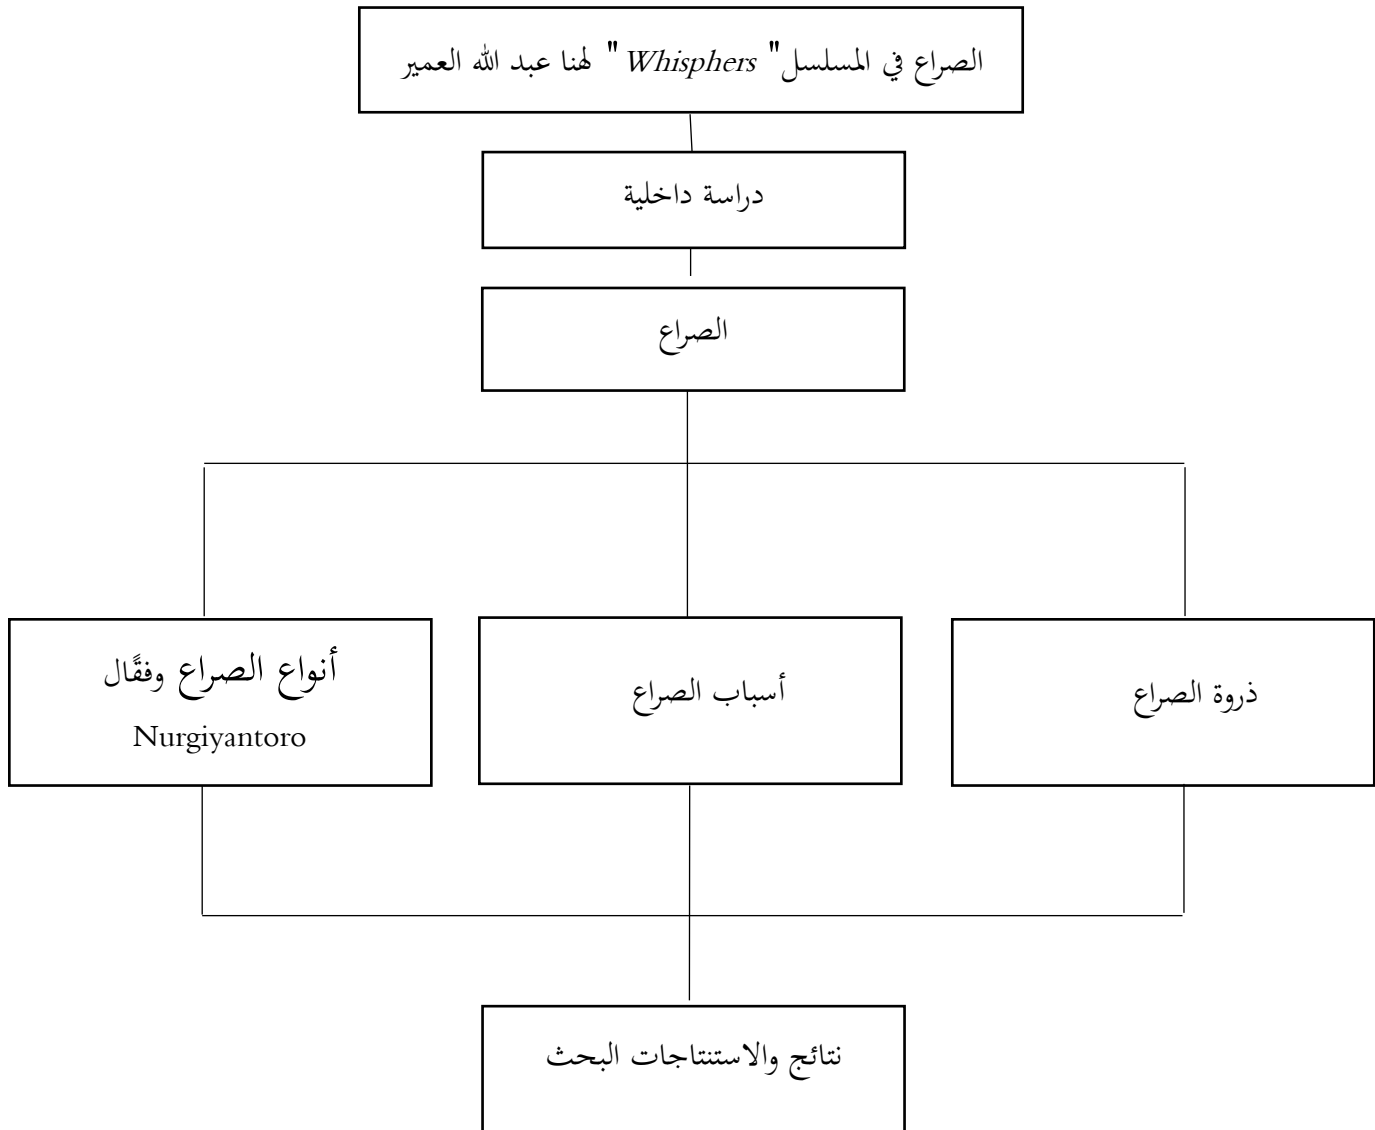 الصراع في المسلسل" Whisphers " لهنا عبد الله العمير
دراسة داخلية
الصراع
ذروة الصراع
أسباب الصراع
أنواع الصراع وفقًال
Nurgiyantoro
نتائج والاستنتاجات البحث